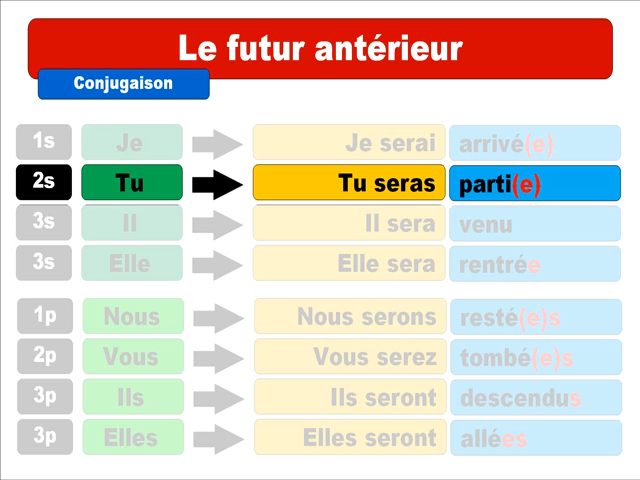 Le futur antérieur
Conjugaison
1s Je Je serai arrivé(e)
2s Tu Tu seras parti(e)
3s Il Il sera venu
3s Elle Elle sera rentrée
1p Nous Nous serons resté(e)s
2p Vous Vous serez tombé(e)s
3p Ils Ils seront descendus
3p Elles Elles seront allées